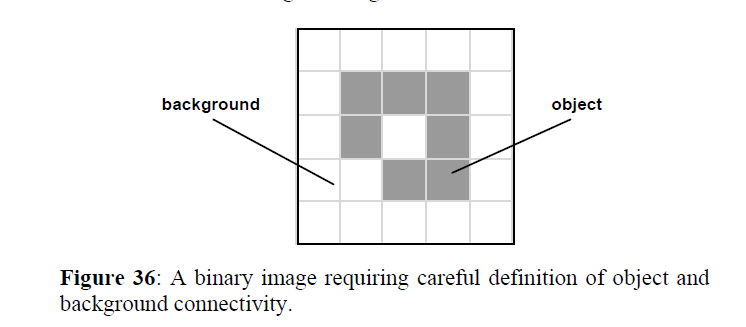 background
object
Figure 36: A binary image requiring careful definition of object and
background connectivity.